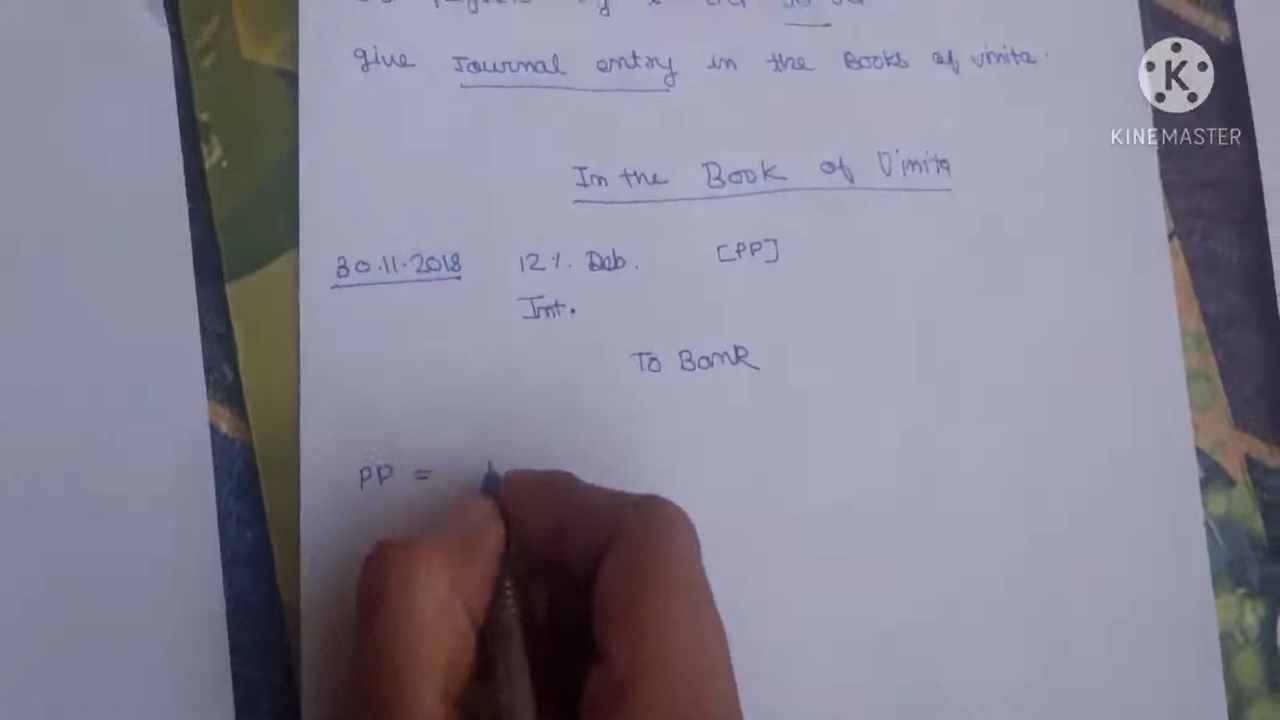 give Journal entry in the Books of vinita.
In the Book of Vinita
30.11.2018 12%. Deb. [PP]
Int.
To Bank
PP =
K
KINEMASTER